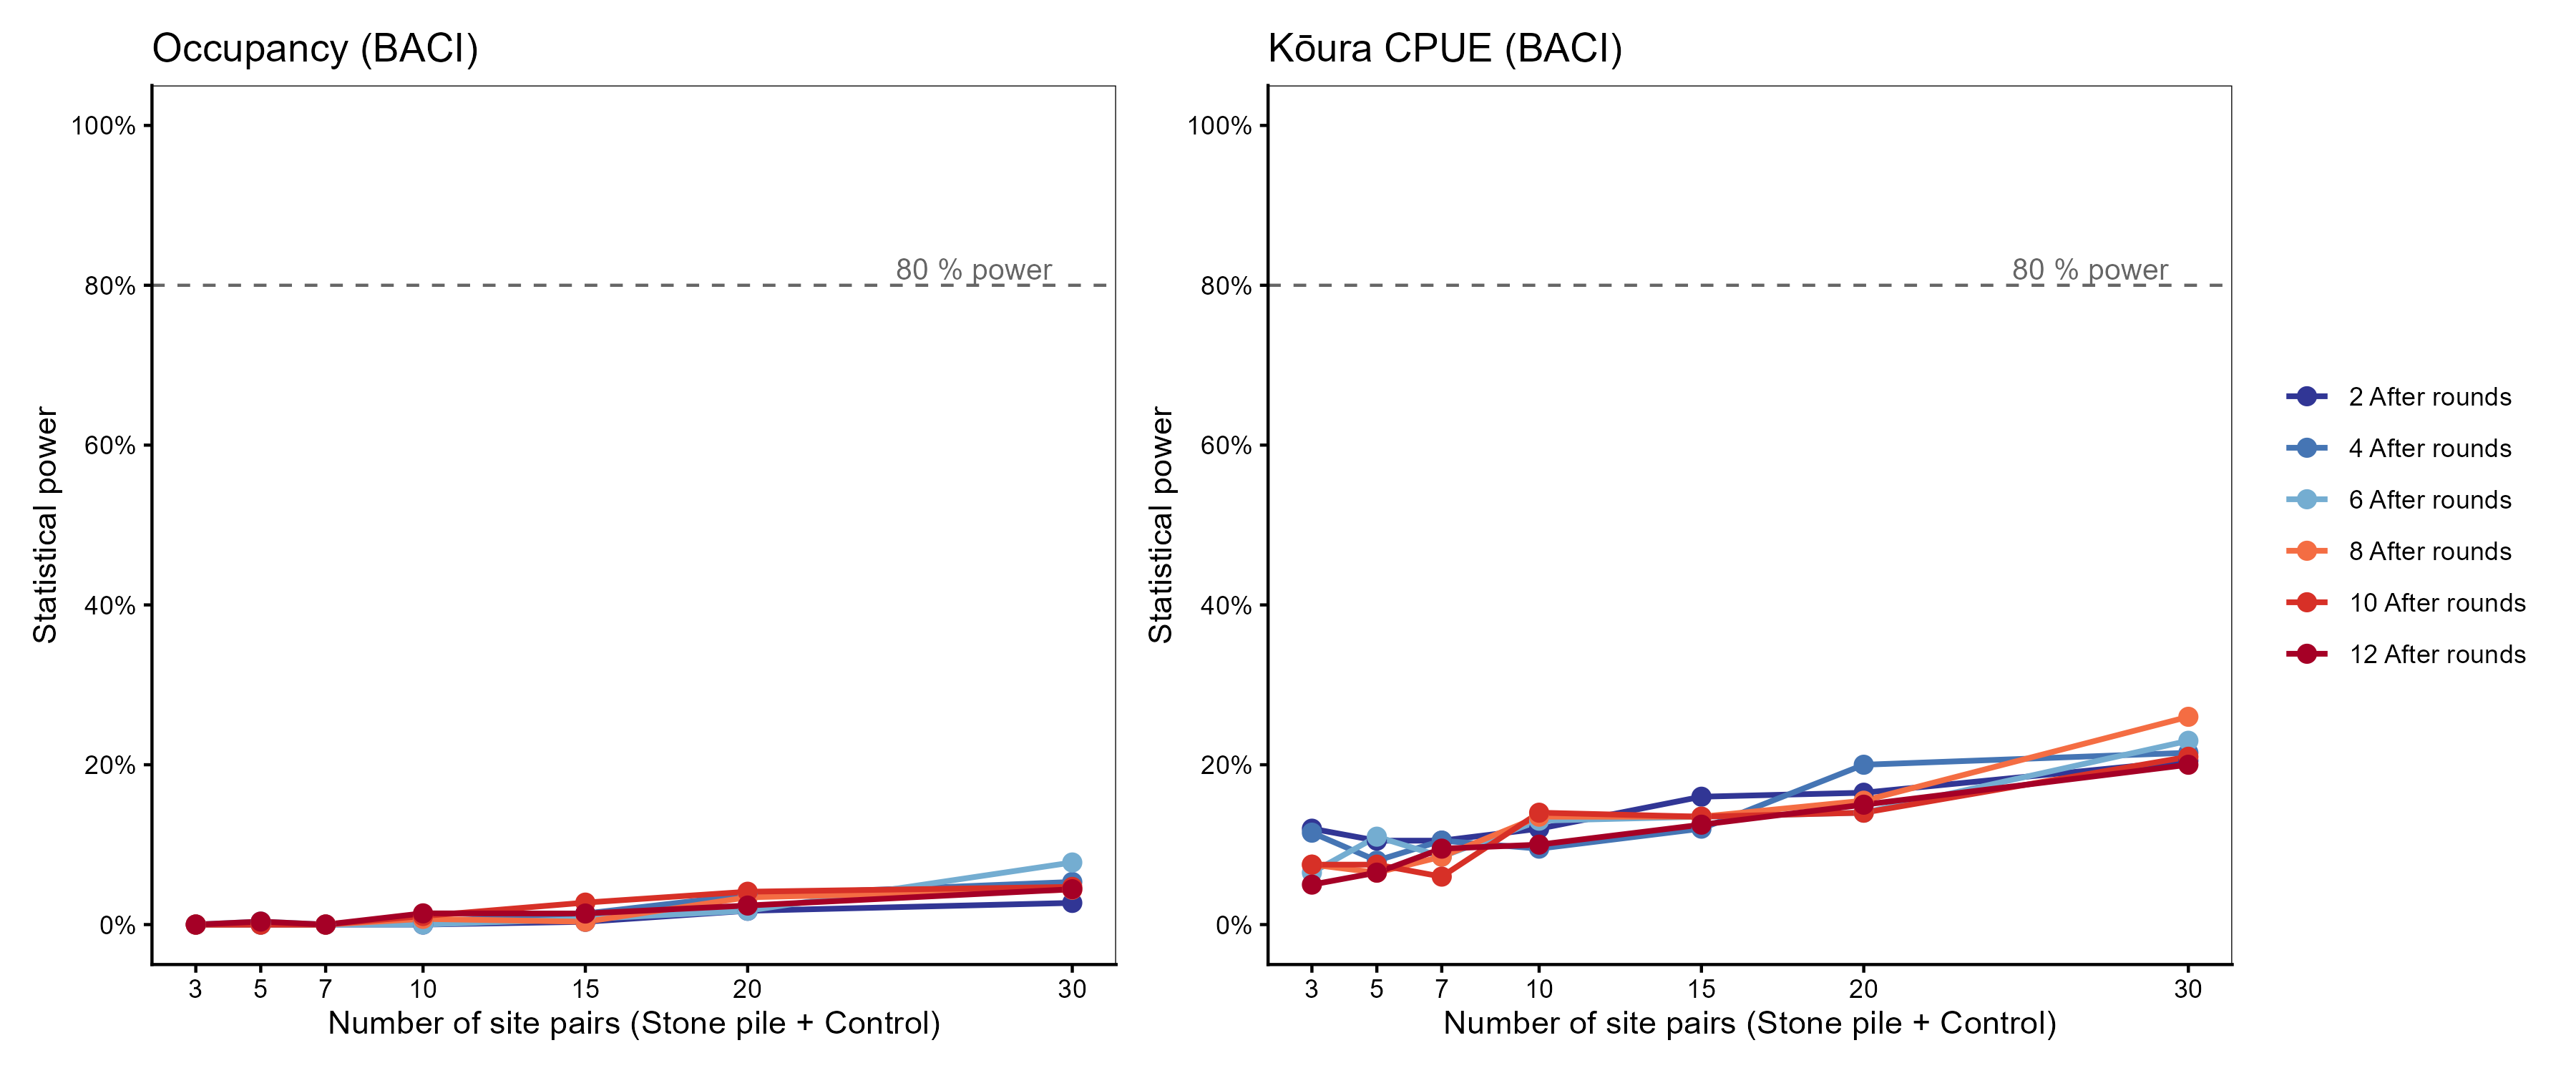 Occupancy (BACI)
Statistical power
100%
80%
60%
40%
20%
0%
80 % power
3 5 7 10 15 20 30
Number of site pairs (Stone pile + Control)
Kōura CPUE (BACI)
Statistical power
100%
80%
60%
40%
20%
0%
80 % power
3 5 7 10 15 20 30
Number of site pairs (Stone pile + Control)
2 After rounds
4 After rounds
6 After rounds
8 After rounds
10 After rounds
12 After rounds